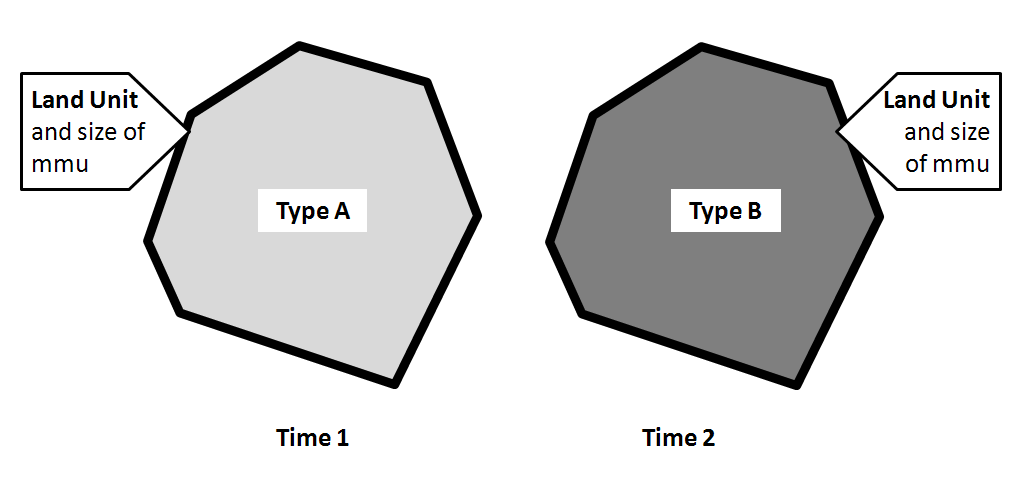 Land Unit
and size of
mmu
Type A
Time 1
Land Unit
and size
of mmu
Type B
Time 2